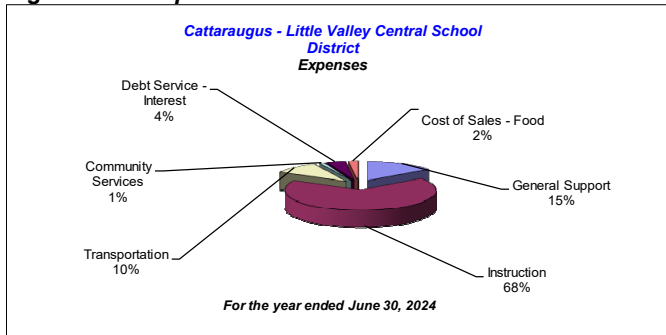 Cattaraugus - Little Valley Central School
District
Expenses
Debt Service -
Interest
4%
Cost of Sales - Food
2%
Community
Services
1%
General Support
15%
Transportation
10%
Instruction
68%
For the year ended June 30, 2024